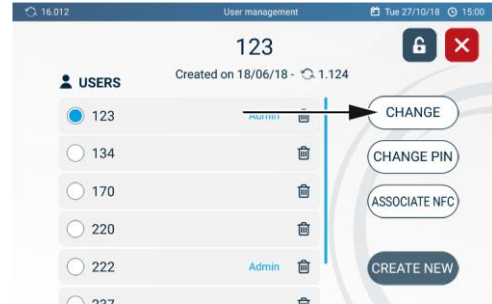 16.012 User management Tue 27/10/18 15:00
123
Created on 18/06/18 - 1.124
USERS
123 Admin
CHANGE
134
CHANGE PIN
170
ASSOCIATE NFC
220
222 Admin
CREATE NEW
237